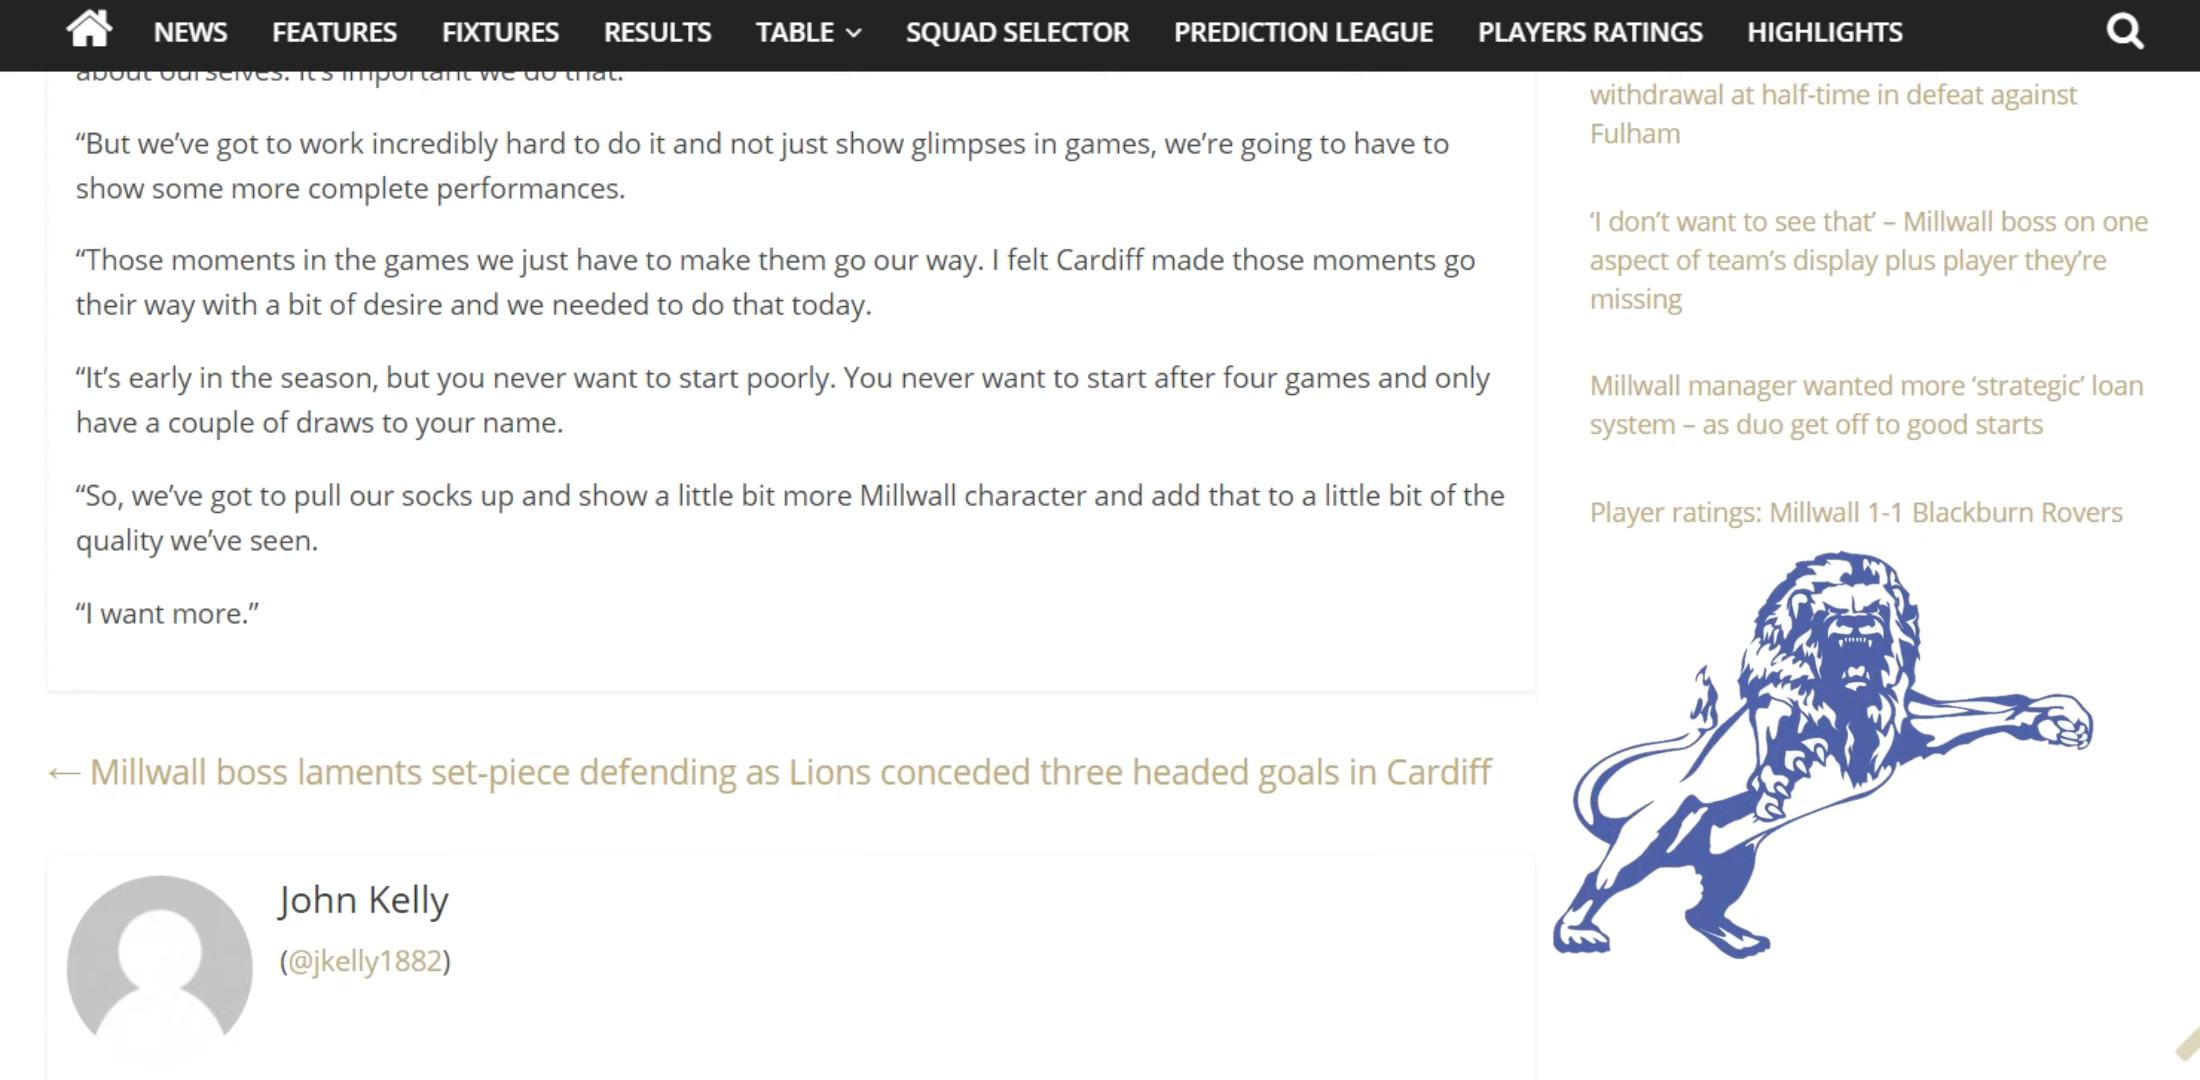 NEWS FEATURES FIXTURES RESULTS TABLE SQUAD SELECTOR PREDICTION LEAGUE PLAYERS RATINGS HIGHLIGHTS
about ourselves. It’s important we do that.
“But we’ve got to work incredibly hard to do it and not just show glimpses in games, we’re going to have to
show some more complete performances.
“Those moments in the games we just have to make them go our way. I felt Cardiff made those moments go
their way with a bit of desire and we needed to do that today.
“It’s early in the season, but you never want to start poorly. You never want to start after four games and only
have a couple of draws to your name.
“So, we’ve got to pull our socks up and show a little bit more Millwall character and add that to a little bit of the
quality we’ve seen.
“I want more.”
← Millwall boss laments set-piece defending as Lions conceded three headed goals in Cardiff
John Kelly
(@jkelly1882)
withdrawal at half-time in defeat against
Fulham
‘I don’t want to see that’ – Millwall boss on one
aspect of team’s display plus player they’re
missing
Millwall manager wanted more ‘strategic’ loan
system – as duo get off to good starts
Player ratings: Millwall 1-1 Blackburn Rovers